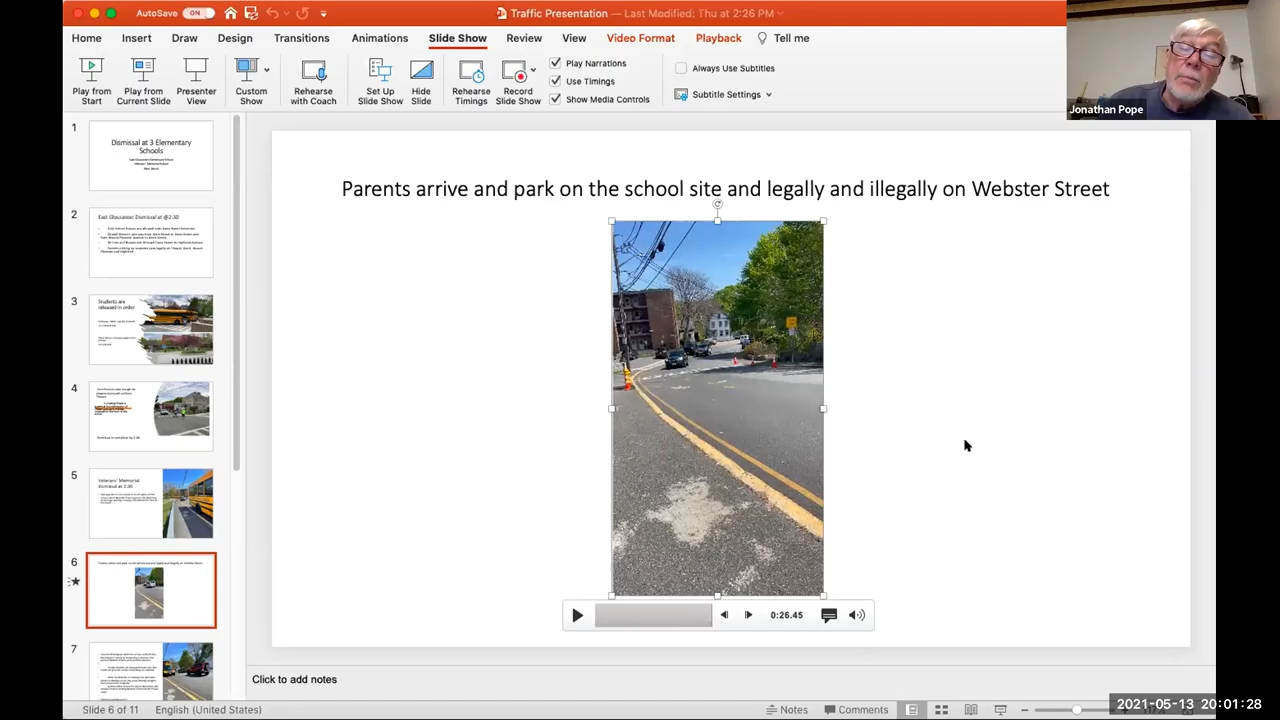 AutoSave ON
Traffic Presentation — Last Modified: Thu at 2:26 PM
Home Insert Draw Design Transitions Animations Slide Show Review View Video Format Playback Tell me
Play from Start
Play from Current Slide
Presenter View
Custom Show
Rehearse with Coach
Set Up Slide Show
Hide Slide
Rehearse Timings
Record Slide Show
Play Narrations
Use Timings
Show Media Controls
Always Use Subtitles
Subtitle Settings
Jonathan Pope
1
Dismissal at 3 Elementary
Schools
2
East Gloucester Dismissal at @2:30
3
Students are
released in order
4
5
Veterans' Memorial
dismissal at 2:30
6
7
Parents arrive and park on the school site and legally and illegally on Webster Street
0:26.45
Click to add notes
Slide 6 of 11 English (United States) Notes Comments
2021-05-13 20:01:28